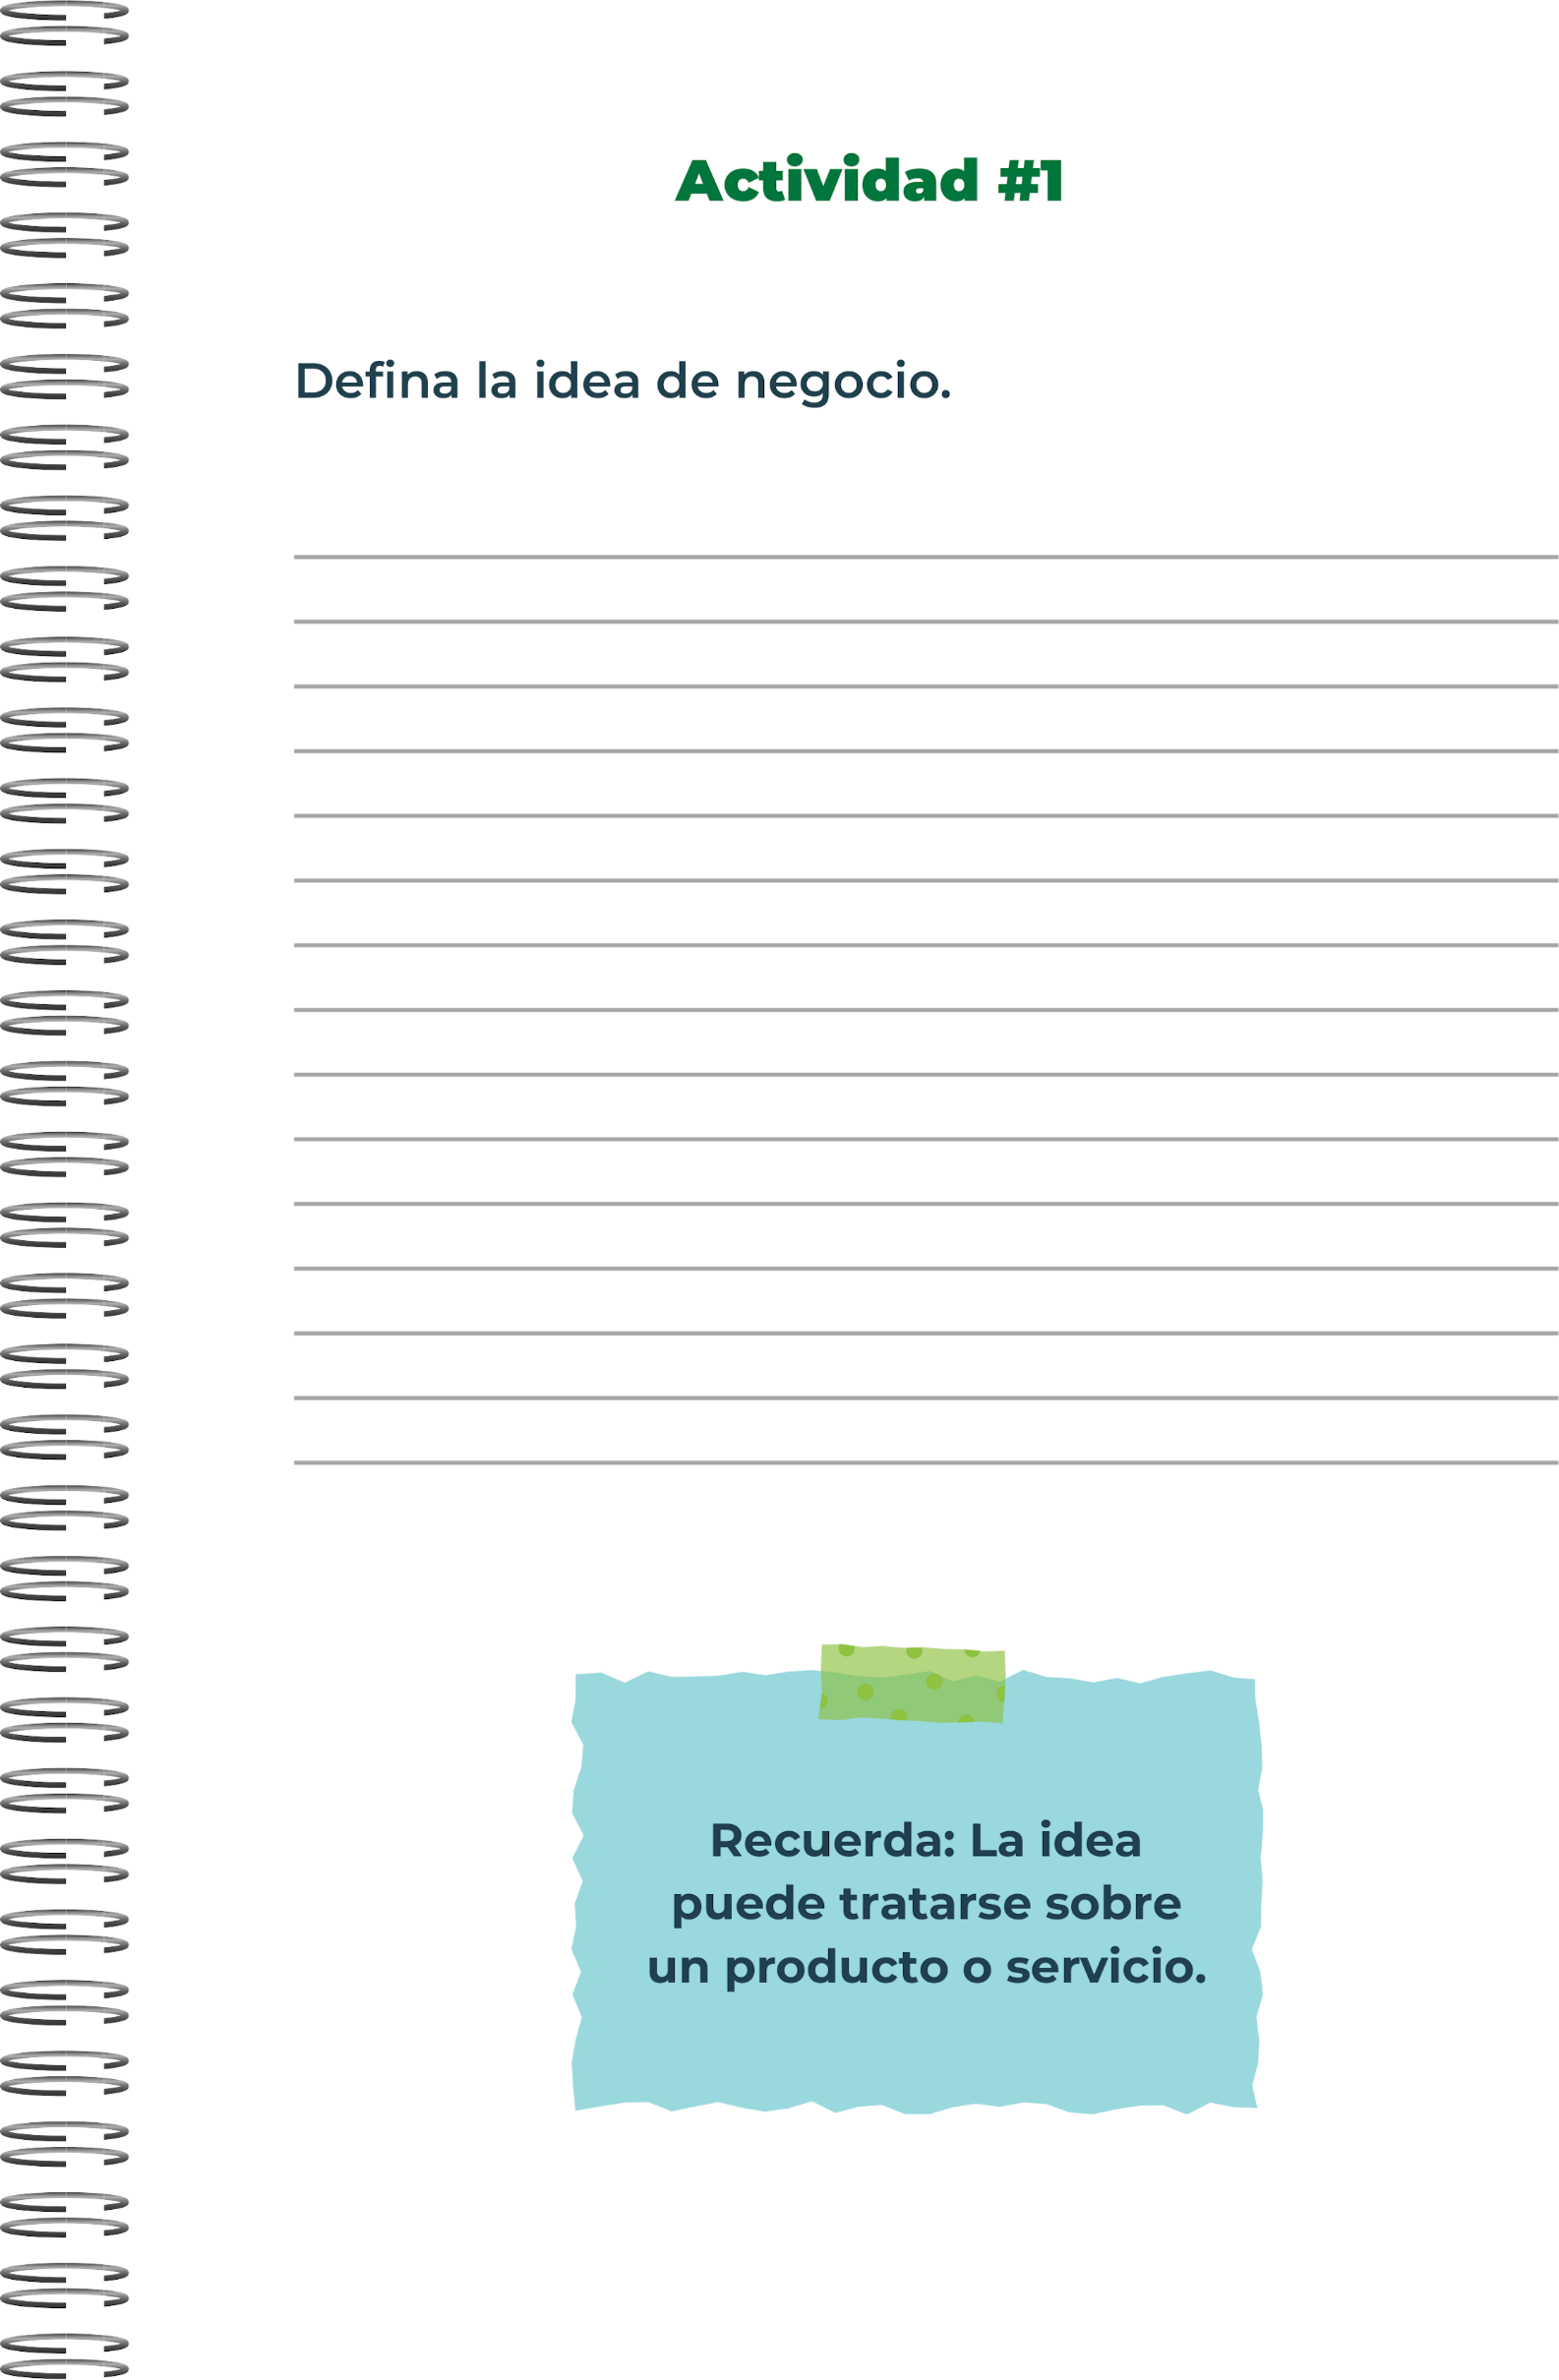 Actividad #1
Defina la idea de negocio.
Recuerda: La idea
puede tratarse sobre
un producto o servicio.